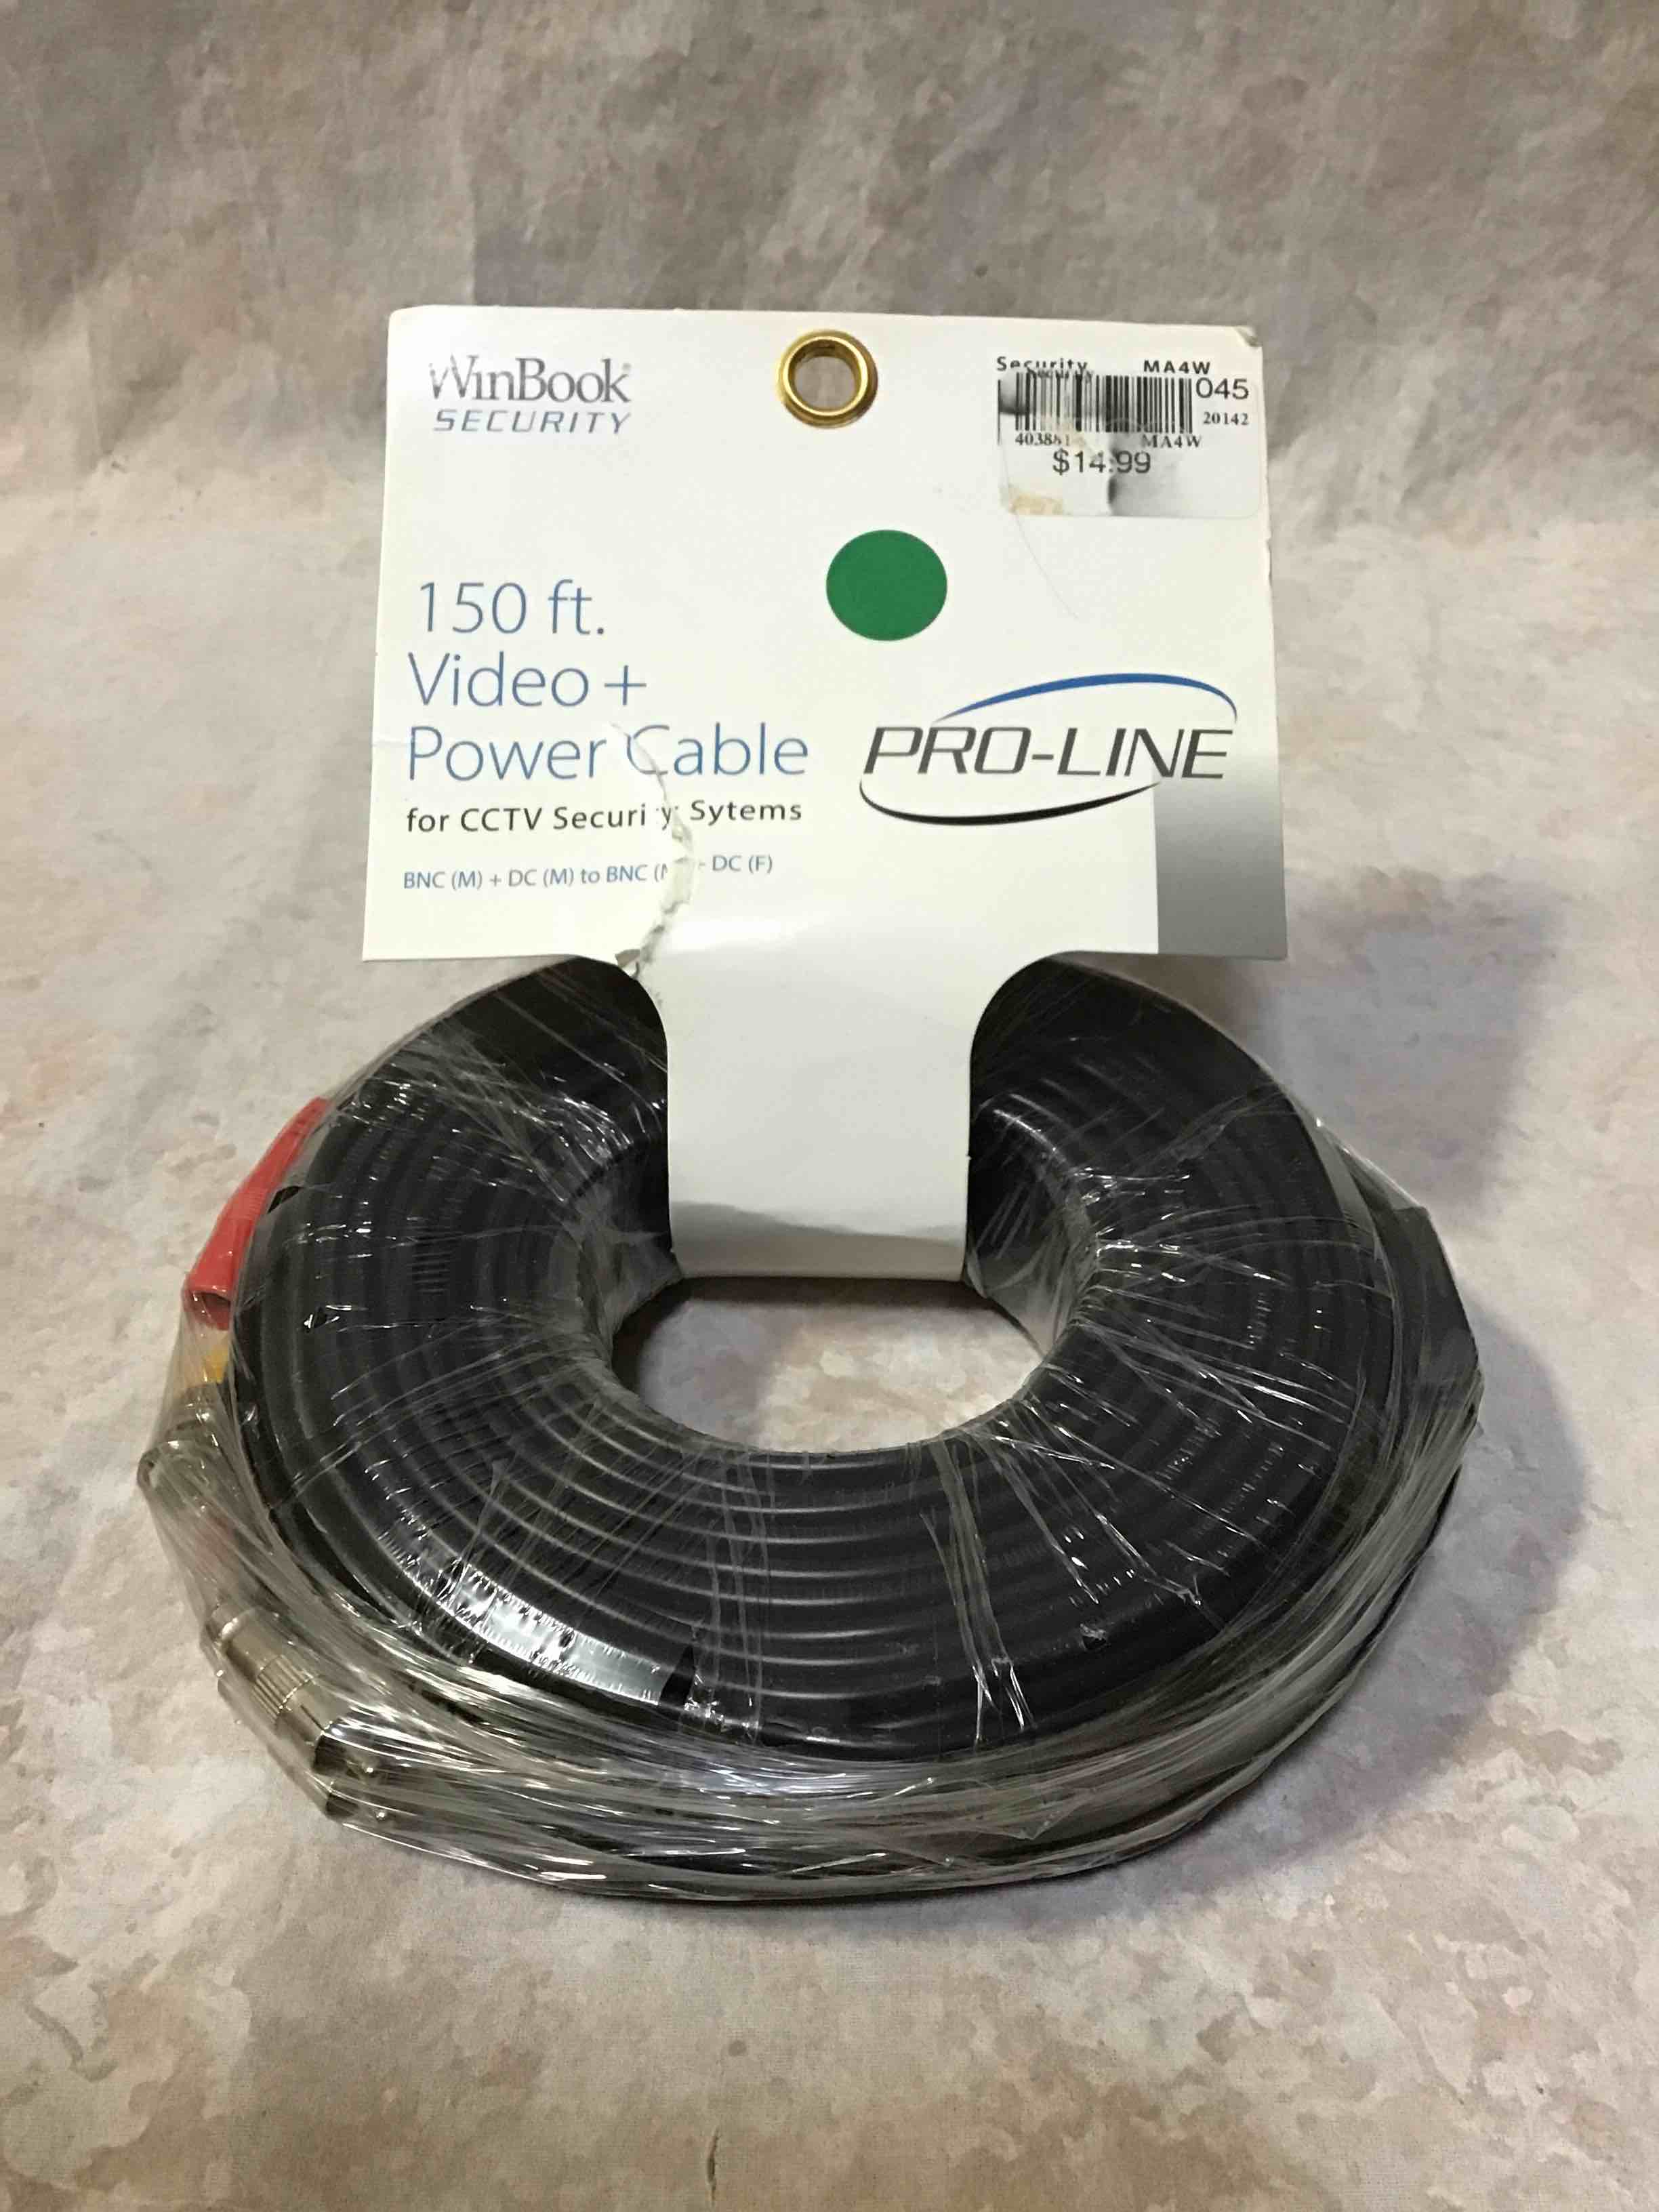 WinBook
SECURITY
Security MA4W
045
20142
MA4W
$14.99
150 ft.
Video +
Power Cable
for CCTV Securi y Sytems
PRO-LINE
BNC (M) + DC (M) to BNC ( - DC (F)